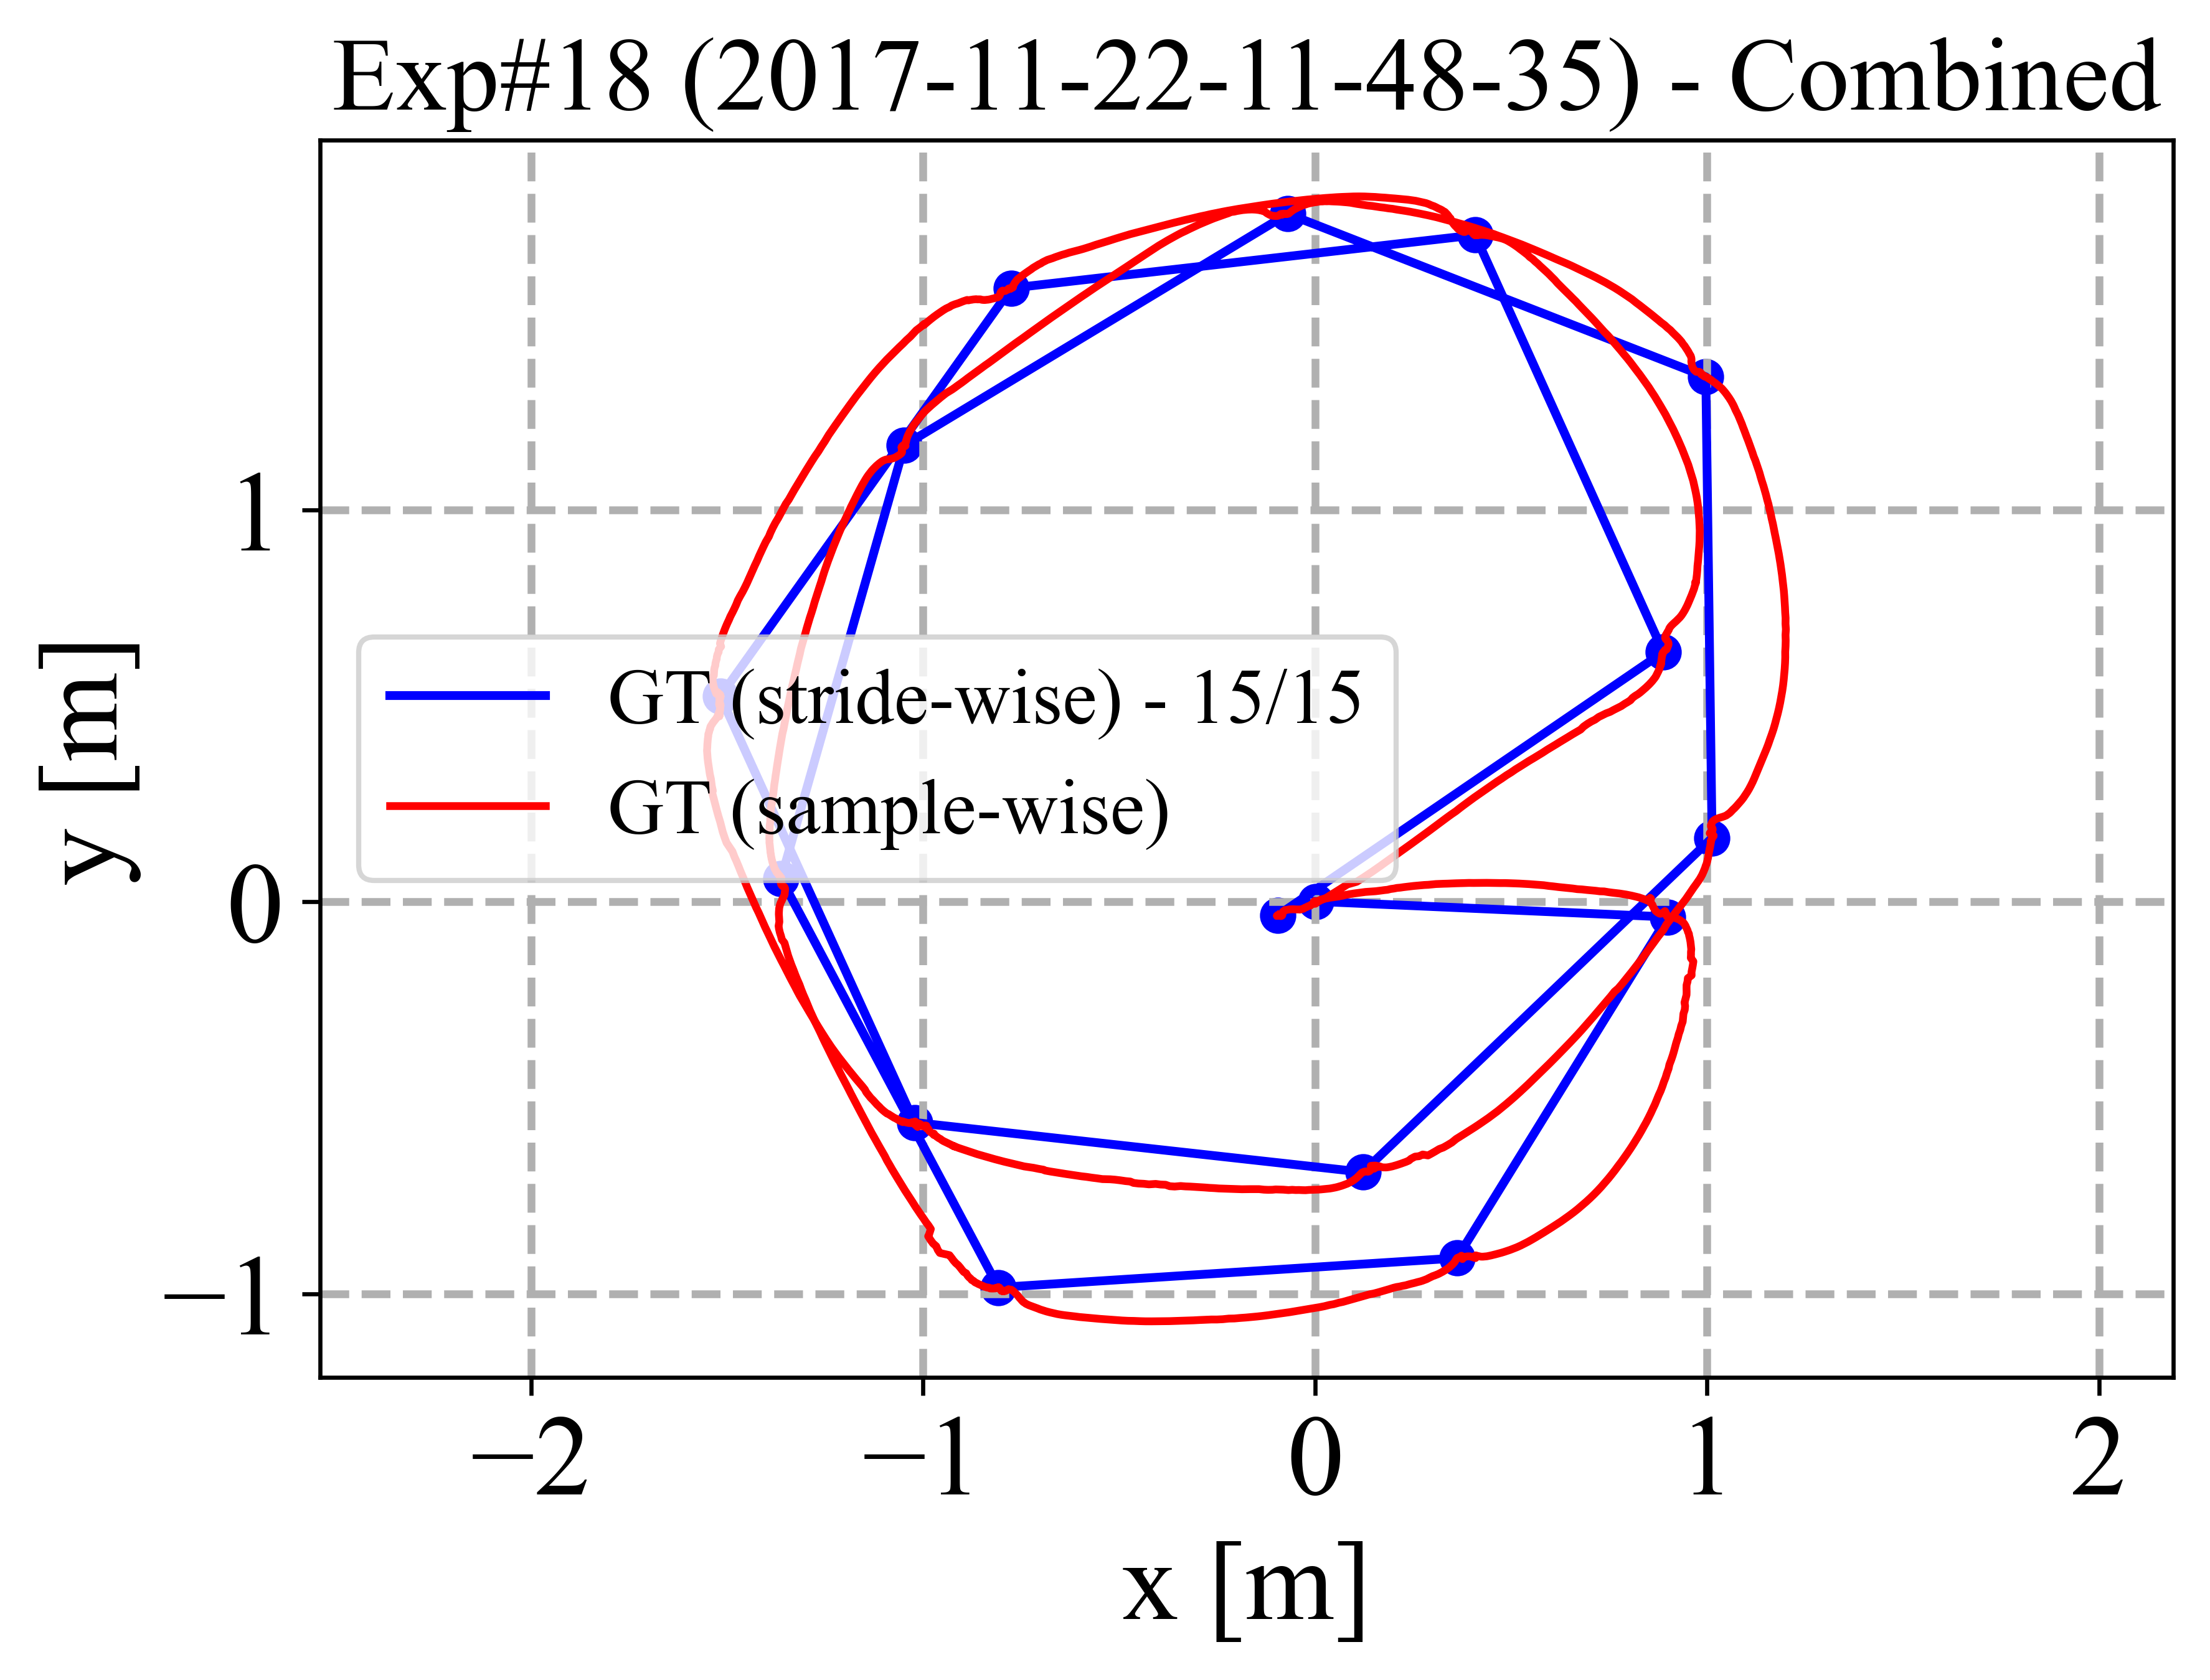 Exp#18 (2017-11-22-11-48-35) - Combined
y [m]
1
0
−1
GT (stride-wise) - 15/15
GT (sample-wise)
−2 −1 0 1 2
x [m]